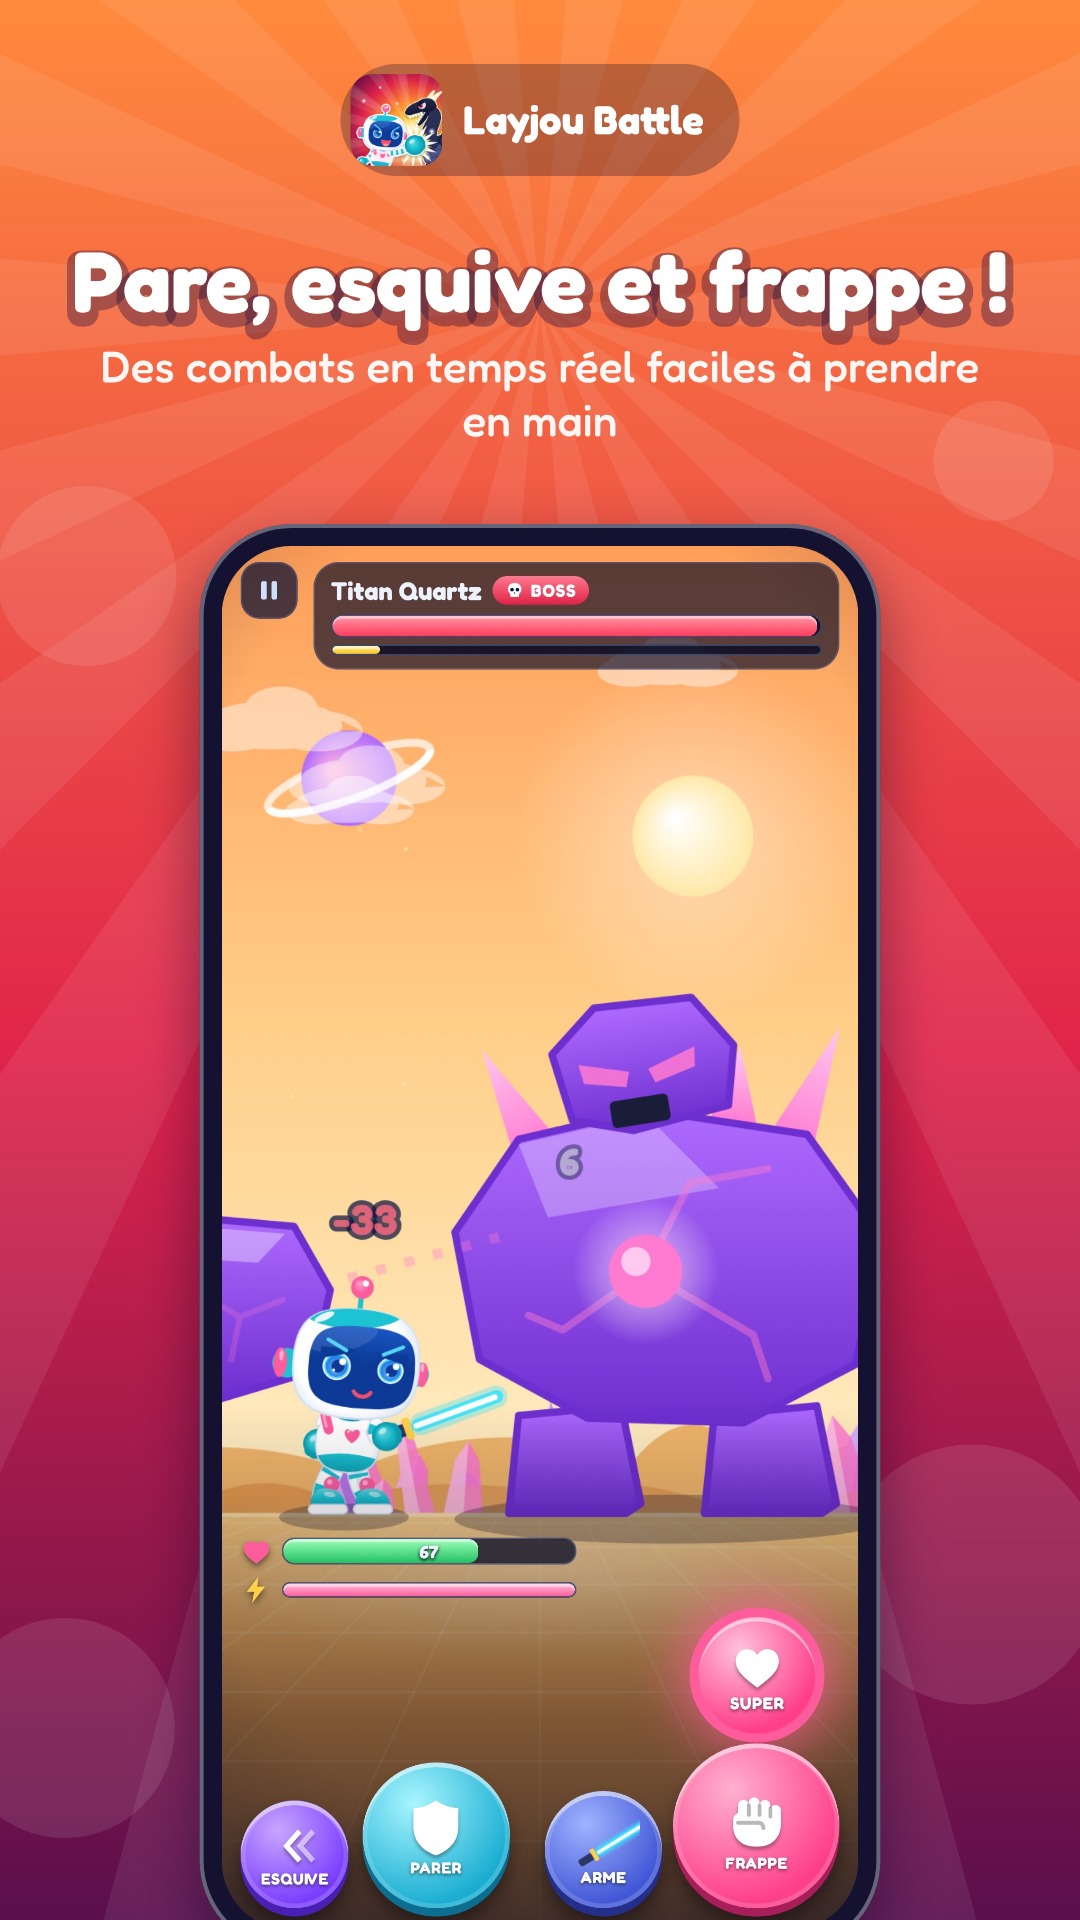 Layjou Battle
Pare, esquive et frappe !
Des combats en temps réel faciles à prendre
en main
Titan Quartz BOSS
6
-33
67
SUPER
ESQUIVE
PARER
ARME
FRAPPE